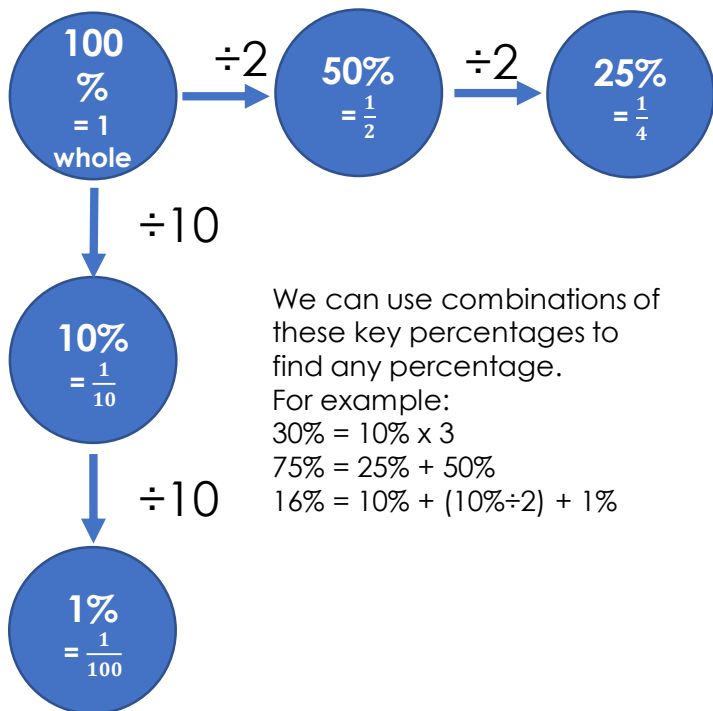 100
%
= 1
whole
÷2
50%
= 1/2
÷2
25%
= 1/4
÷10
10%
= 1/10
We can use combinations of
these key percentages to
find any percentage.
For example:
30% = 10% x 3
75% = 25% + 50%
16% = 10% + (10%÷2) + 1%
÷10
1%
= 1/100